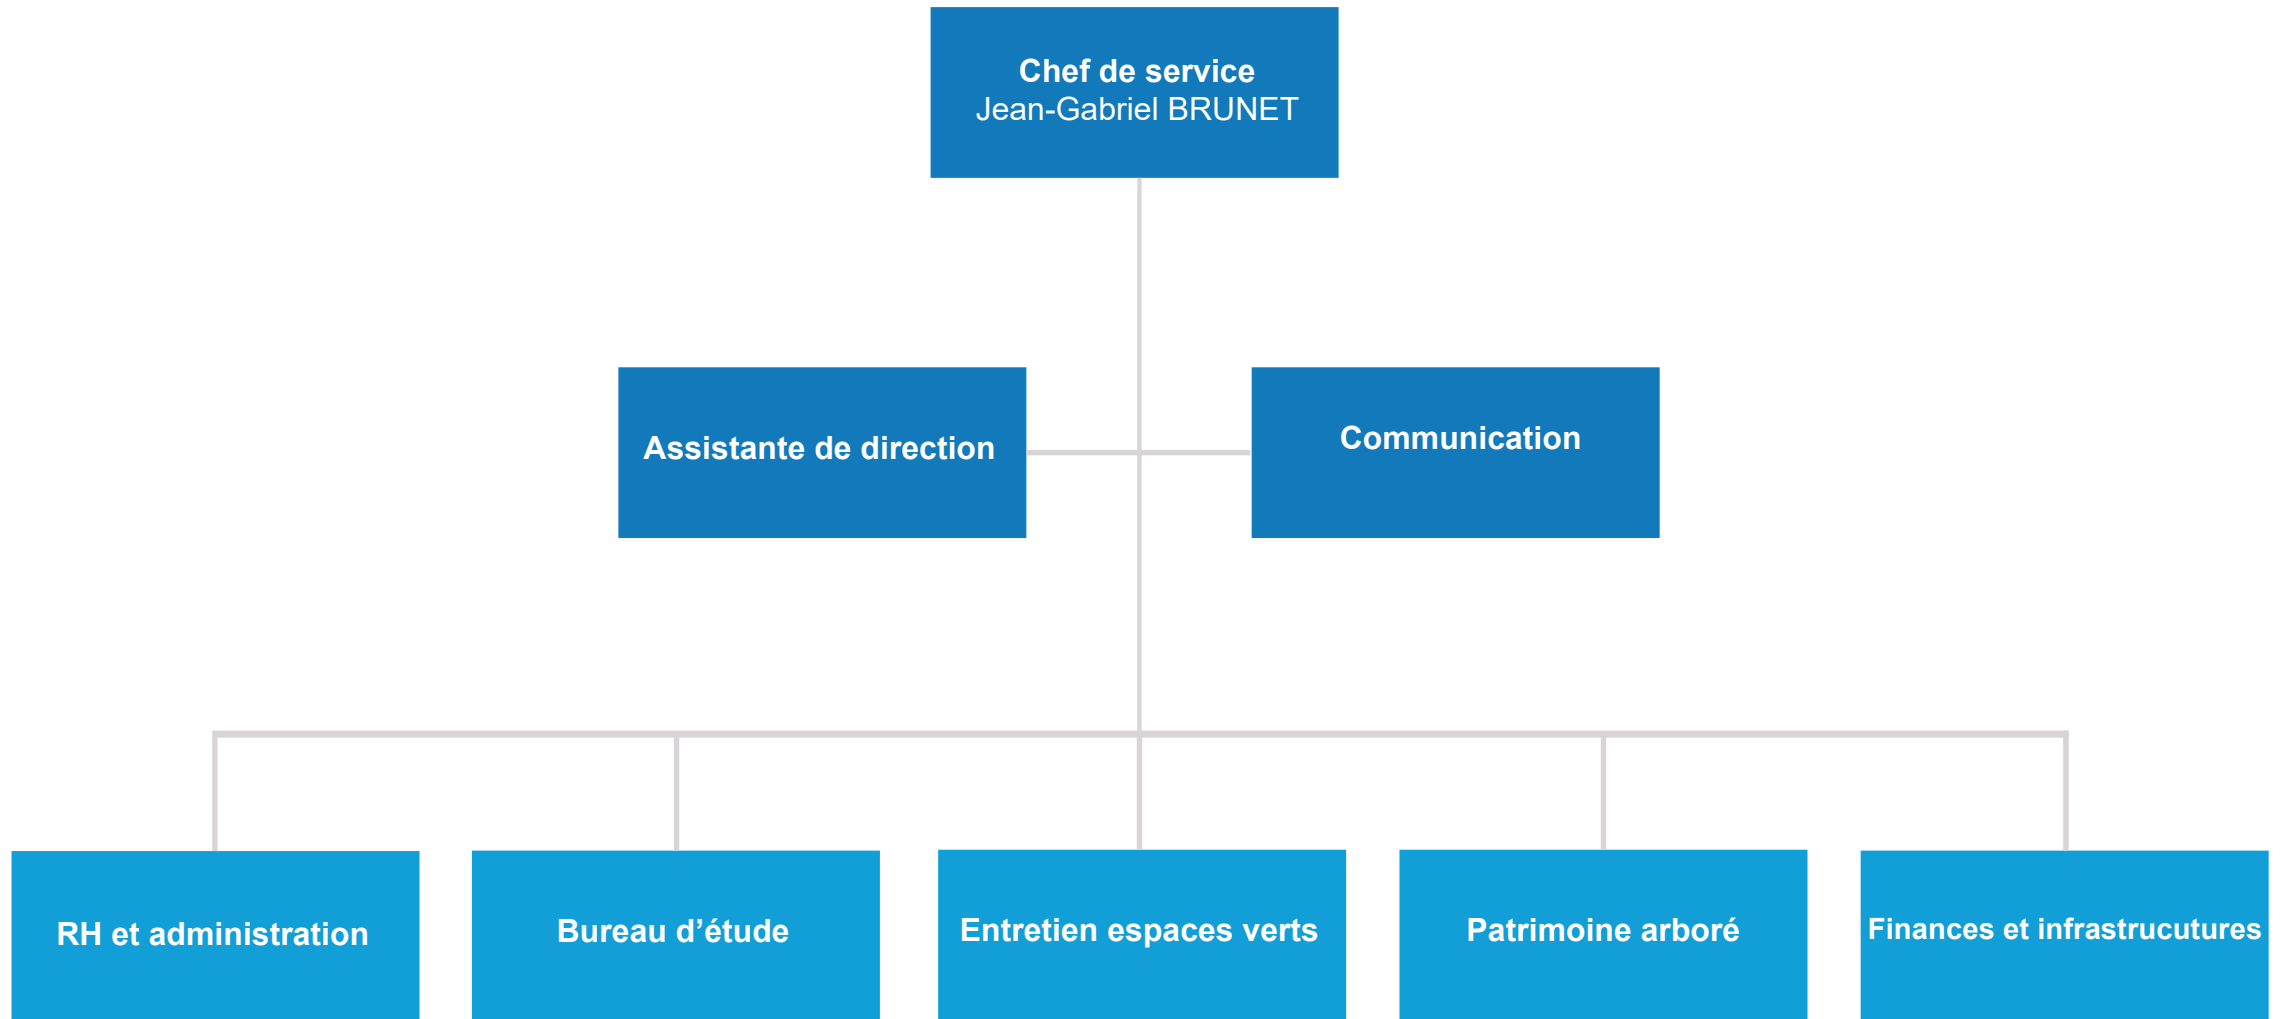 Chef de service
Jean-Gabriel BRUNET
Assistante de direction
Communication
RH et administration
Bureau d’étude
Entretien espaces verts
Patrimoine arboré
Finances et infrastrucutures